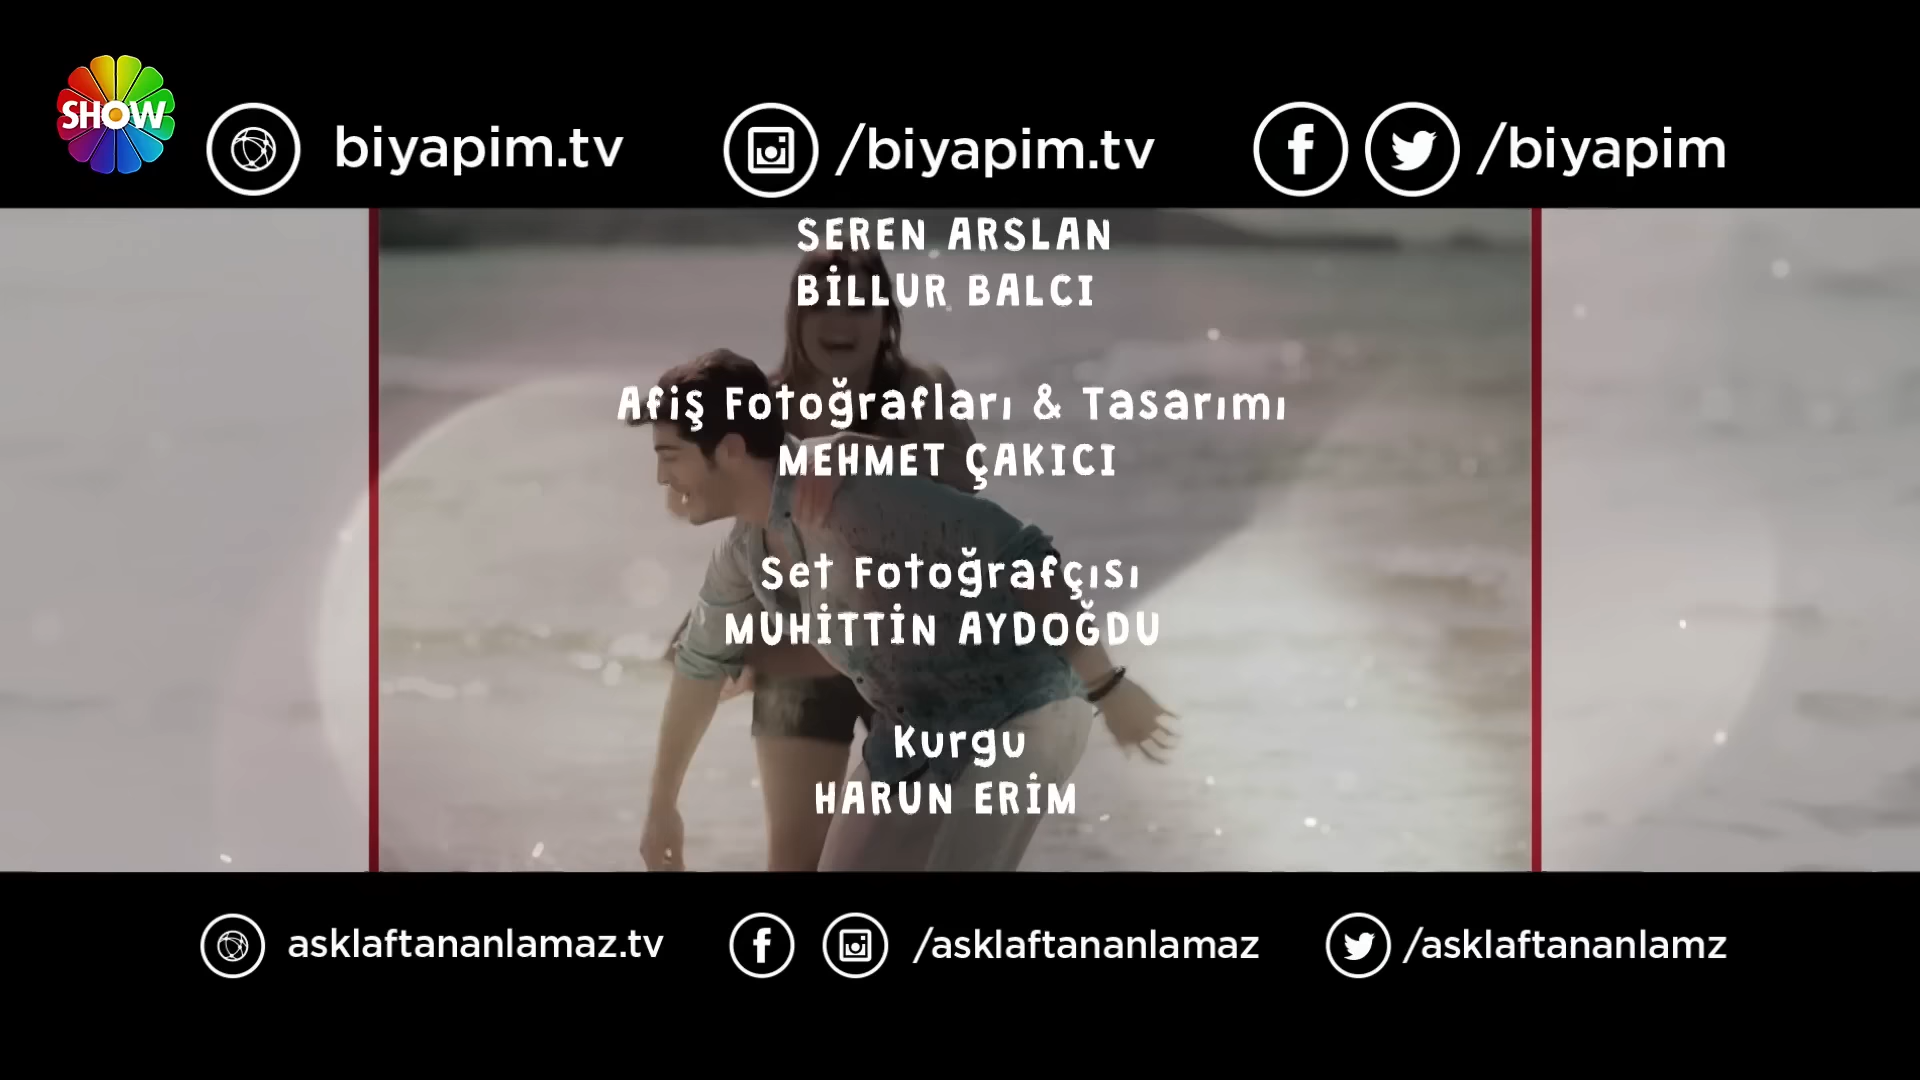 SHOW
biyapim.tv
/biyapim.tv
/biyapim
SEREN ARSLAN
BİLLUR BALCI
Afiş Fotoğrafları & Tasarımı
MEHMET ÇAKICI
Set Fotoğrafçısı
MUHİTTİN AYDOĞDU
Kurgu
HARUN ERİM
asklaftananlamaz.tv
/asklaftananlamaz
/asklaftananlamz